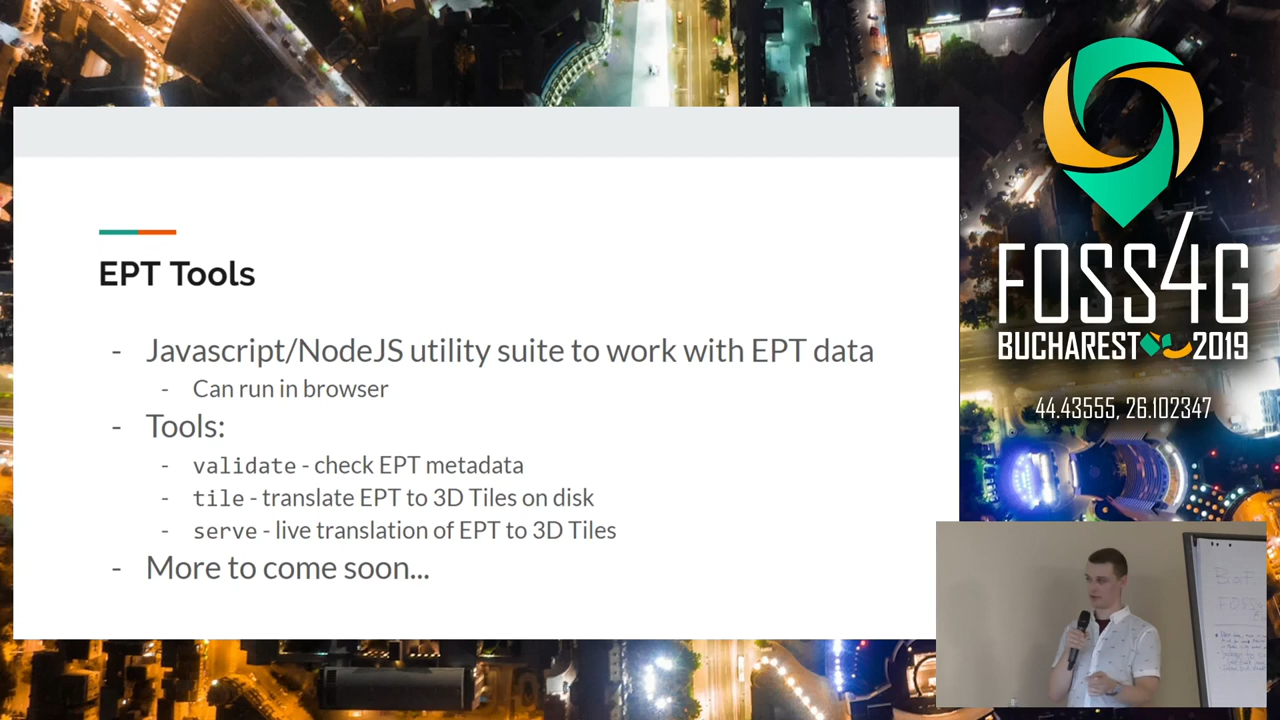 EPT Tools
- Javascript/NodeJS utility suite to work with EPT data
- Can run in browser
- Tools:
- validate - check EPT metadata
- tile - translate EPT to 3D Tiles on disk
- serve - live translation of EPT to 3D Tiles
- More to come soon...
FOSS4G
BUCHAREST 2019
44.43555, 26.102347